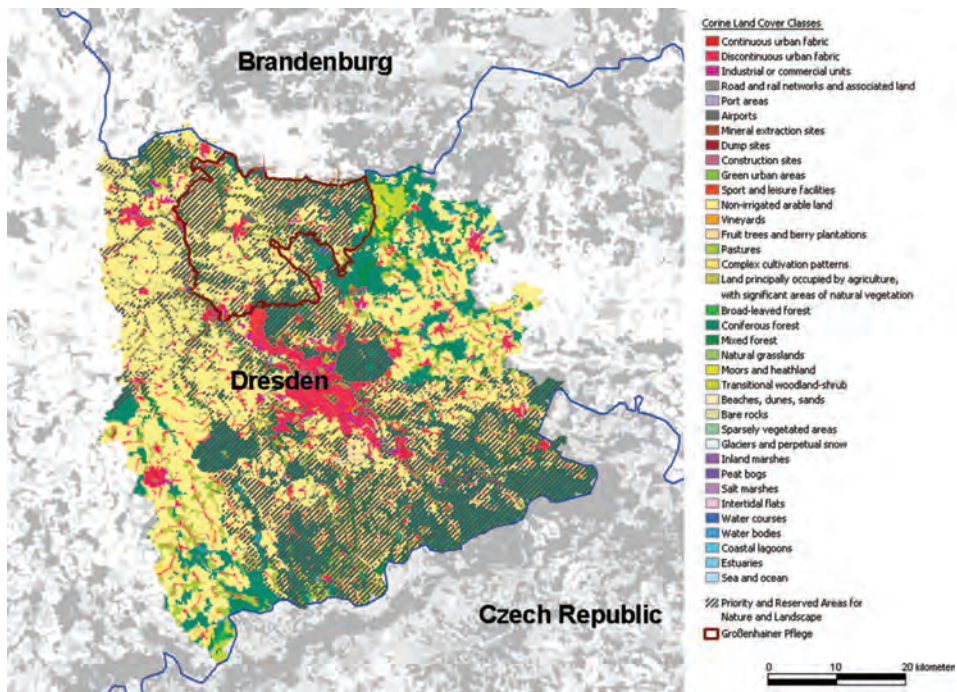 Brandenburg
Dresden
Czech Republic
Corine Land Cover Classes
Continuous urban fabric
Discontinuous urban fabric
Industrial or commercial units
Road and rail networks and associated land
Port areas
Airports
Mineral extraction sites
Dump sites
Construction sites
Green urban areas
Sport and leisure facilities
Non-irrigated arable land
Vineyards
Fruit trees and berry plantations
Pastures
Complex cultivation patterns
Land principally occupied by agriculture,
with significant areas of natural vegetation
Broad-leaved forest
Coniferous forest
Mixed forest
Natural grasslands
Moors and heathland
Transitional woodland-shrub
Beaches, dunes, sands
Bare rocks
Sparsely vegetated areas
Glaciers and perpetual snow
Inland marshes
Peat bogs
Salt marshes
Intertidal flats
Water courses
Water bodies
Coastal lagoons
Estuaries
Sea and ocean
Priority and Reserved Areas for
Nature and Landscape
Großenhainer Pflege
0 10 20 kilometer